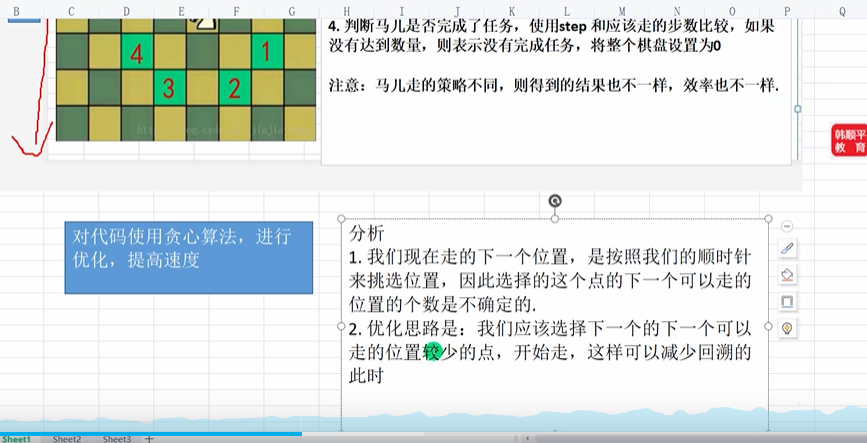 B C D E F G H I J K L M N O P Q
4. 判断马儿是否完成了任务，使用step 和应该走的步数比较，如果
没有达到数量，则表示没有完成任务，将整个棋盘设置为0
4 1
3 2
注意：马儿走的策略不同，则得到的结果也不一样，效率也不一样.
韩顺平
教 育
对代码使用贪心算法，进行
优化，提高速度
分析
1. 我们现在走的下一个位置，是按照我们的顺时针
来挑选位置，因此选择的这个点的下一个可以走的
位置的个数是不确定的.
2. 优化思路是：我们应该选择下一个的下一个可以
走的位置较少的点，开始走，这样可以减少回溯的
此时
Sheet1 Sheet2 Sheet3